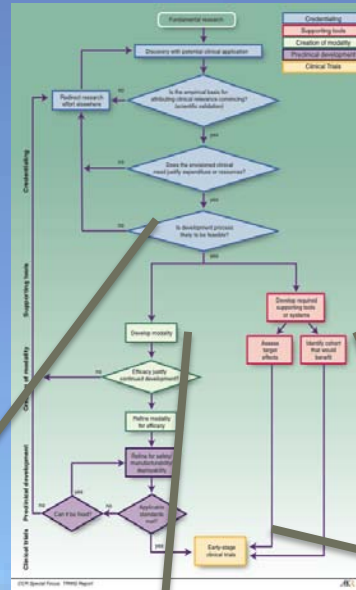 Fundamental research
Credentialing
Supporting tools
Creation of modality
Preclinical development
Clinical Trials
Discovery with potential clinical application
Is the empirical basis for
attributing clinical relevance convincing?
(scientific validation)
no
Redirect research
effort elsewhere
yes
Does the envisioned clinical
need justify expenditure or resources?
no
yes
Is development process
likely to be feasible?
no
yes
Develop modality
Develop required
supporting tools
or systems
Assess
target
effects
Identify cohort
that would
benefit
Efficacy justify
continued development?
no
yes
Refine modality
for efficacy
Refine for safety/
manufacturability/
deployability
yes
Can it be fixed?
no
no
Applicable
standards
met?
yes
Early-stage
clinical trials
Credentialing
Supporting tools
Creation of modality
Preclinical development
Clinical trials
CCR Special Focus: TRWG Report